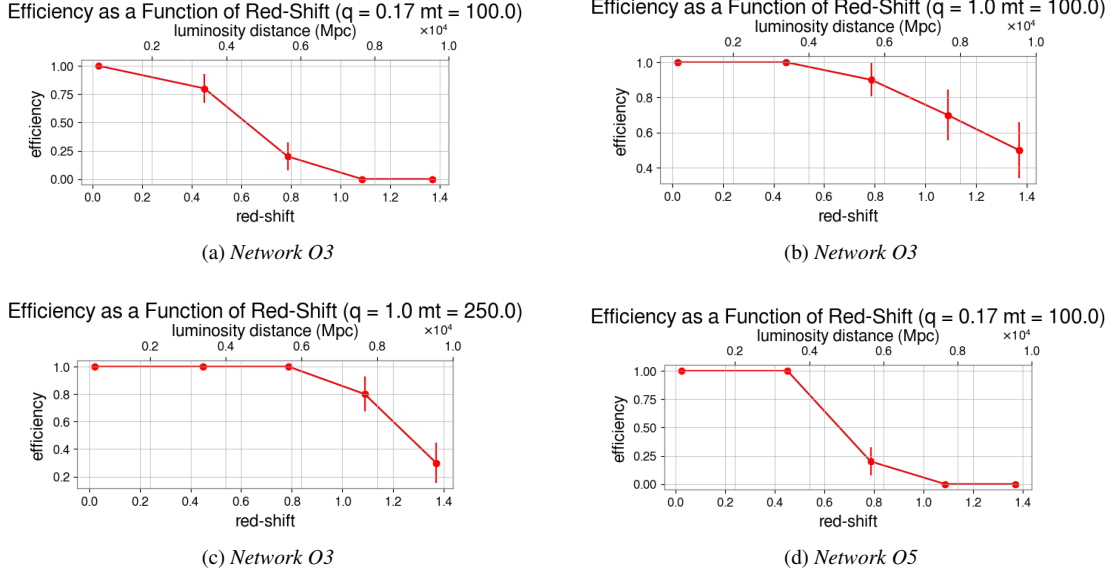 Efficiency as a Function of Red-Shift (q = 0.17 mt = 100.0)
luminosity distance (Mpc)
×10⁴
0.2 0.4 0.6 0.8 1.0
1.00
0.75
0.50
0.25
0.00
efficiency
0.0 0.2 0.4 0.6 0.8 1.0 1.2 1.4
red-shift
(a) Network O3
Efficiency as a Function of Red-Shift (q = 1.0 mt = 100.0)
luminosity distance (Mpc)
×10⁴
0.2 0.4 0.6 0.8 1.0
1.0
0.8
0.6
0.4
efficiency
0.0 0.2 0.4 0.6 0.8 1.0 1.2 1.4
red-shift
(b) Network O3
Efficiency as a Function of Red-Shift (q = 1.0 mt = 250.0)
luminosity distance (Mpc)
×10⁴
0.2 0.4 0.6 0.8 1.0
1.0
0.8
0.6
0.4
0.2
efficiency
0.0 0.2 0.4 0.6 0.8 1.0 1.2 1.4
red-shift
(c) Network O3
Efficiency as a Function of Red-Shift (q = 0.17 mt = 100.0)
luminosity distance (Mpc)
×10⁴
0.2 0.4 0.6 0.8 1.0
1.00
0.75
0.50
0.25
0.00
efficiency
0.0 0.2 0.4 0.6 0.8 1.0 1.2 1.4
red-shift
(d) Network O5